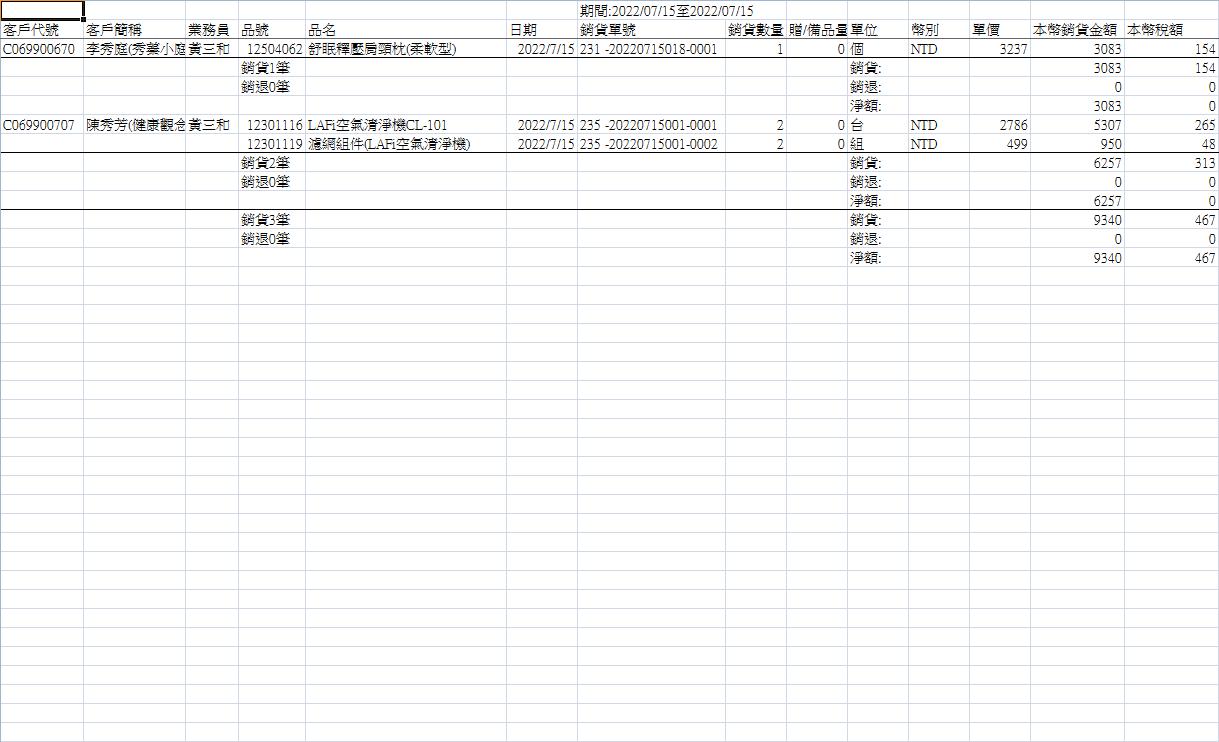 期間:2022/07/15至2022/07/15
客戶代號 客戶簡稱 業務員 品號 品名 日期 銷貨單號 銷貨數量 贈/備品量 單位 幣別 單價 本幣銷貨金額 本幣稅額
C069900670 李秀庭(秀蘗小庭 黃三和 12504062 舒眠釋壓肩頸枕(柔軟型) 2022/7/15 231 -20220715018-0001 1 0 個 NTD 3237 3083 154
銷貨1筆 銷貨: 3083 154
銷退0筆 銷退: 0 0
淨額: 3083 0
C069900707 陳秀芳(健康觀念 黃三和 12301116 LAFi空氣清淨機CL-101 2022/7/15 235 -20220715001-0001 2 0 台 NTD 2786 5307 265
12301119 濾網組件(LAFi空氣清淨機) 2022/7/15 235 -20220715001-0002 2 0 組 NTD 499 950 48
銷貨2筆 銷貨: 6257 313
銷退0筆 銷退: 0 0
淨額: 6257 0
銷貨3筆 銷貨: 9340 467
銷退0筆 銷退: 0 0
淨額: 9340 467